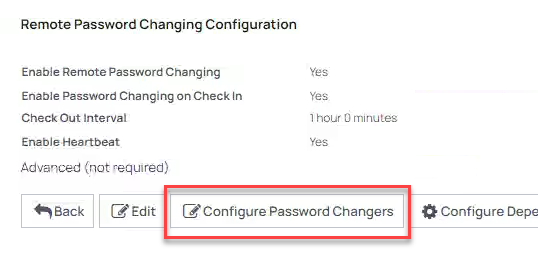 Remote Password Changing Configuration
Enable Remote Password Changing Yes
Enable Password Changing on Check In Yes
Check Out Interval 1 hour 0 minutes
Enable Heartbeat Yes
Advanced (not required)
Back Edit Configure Password Changers Configure Depe